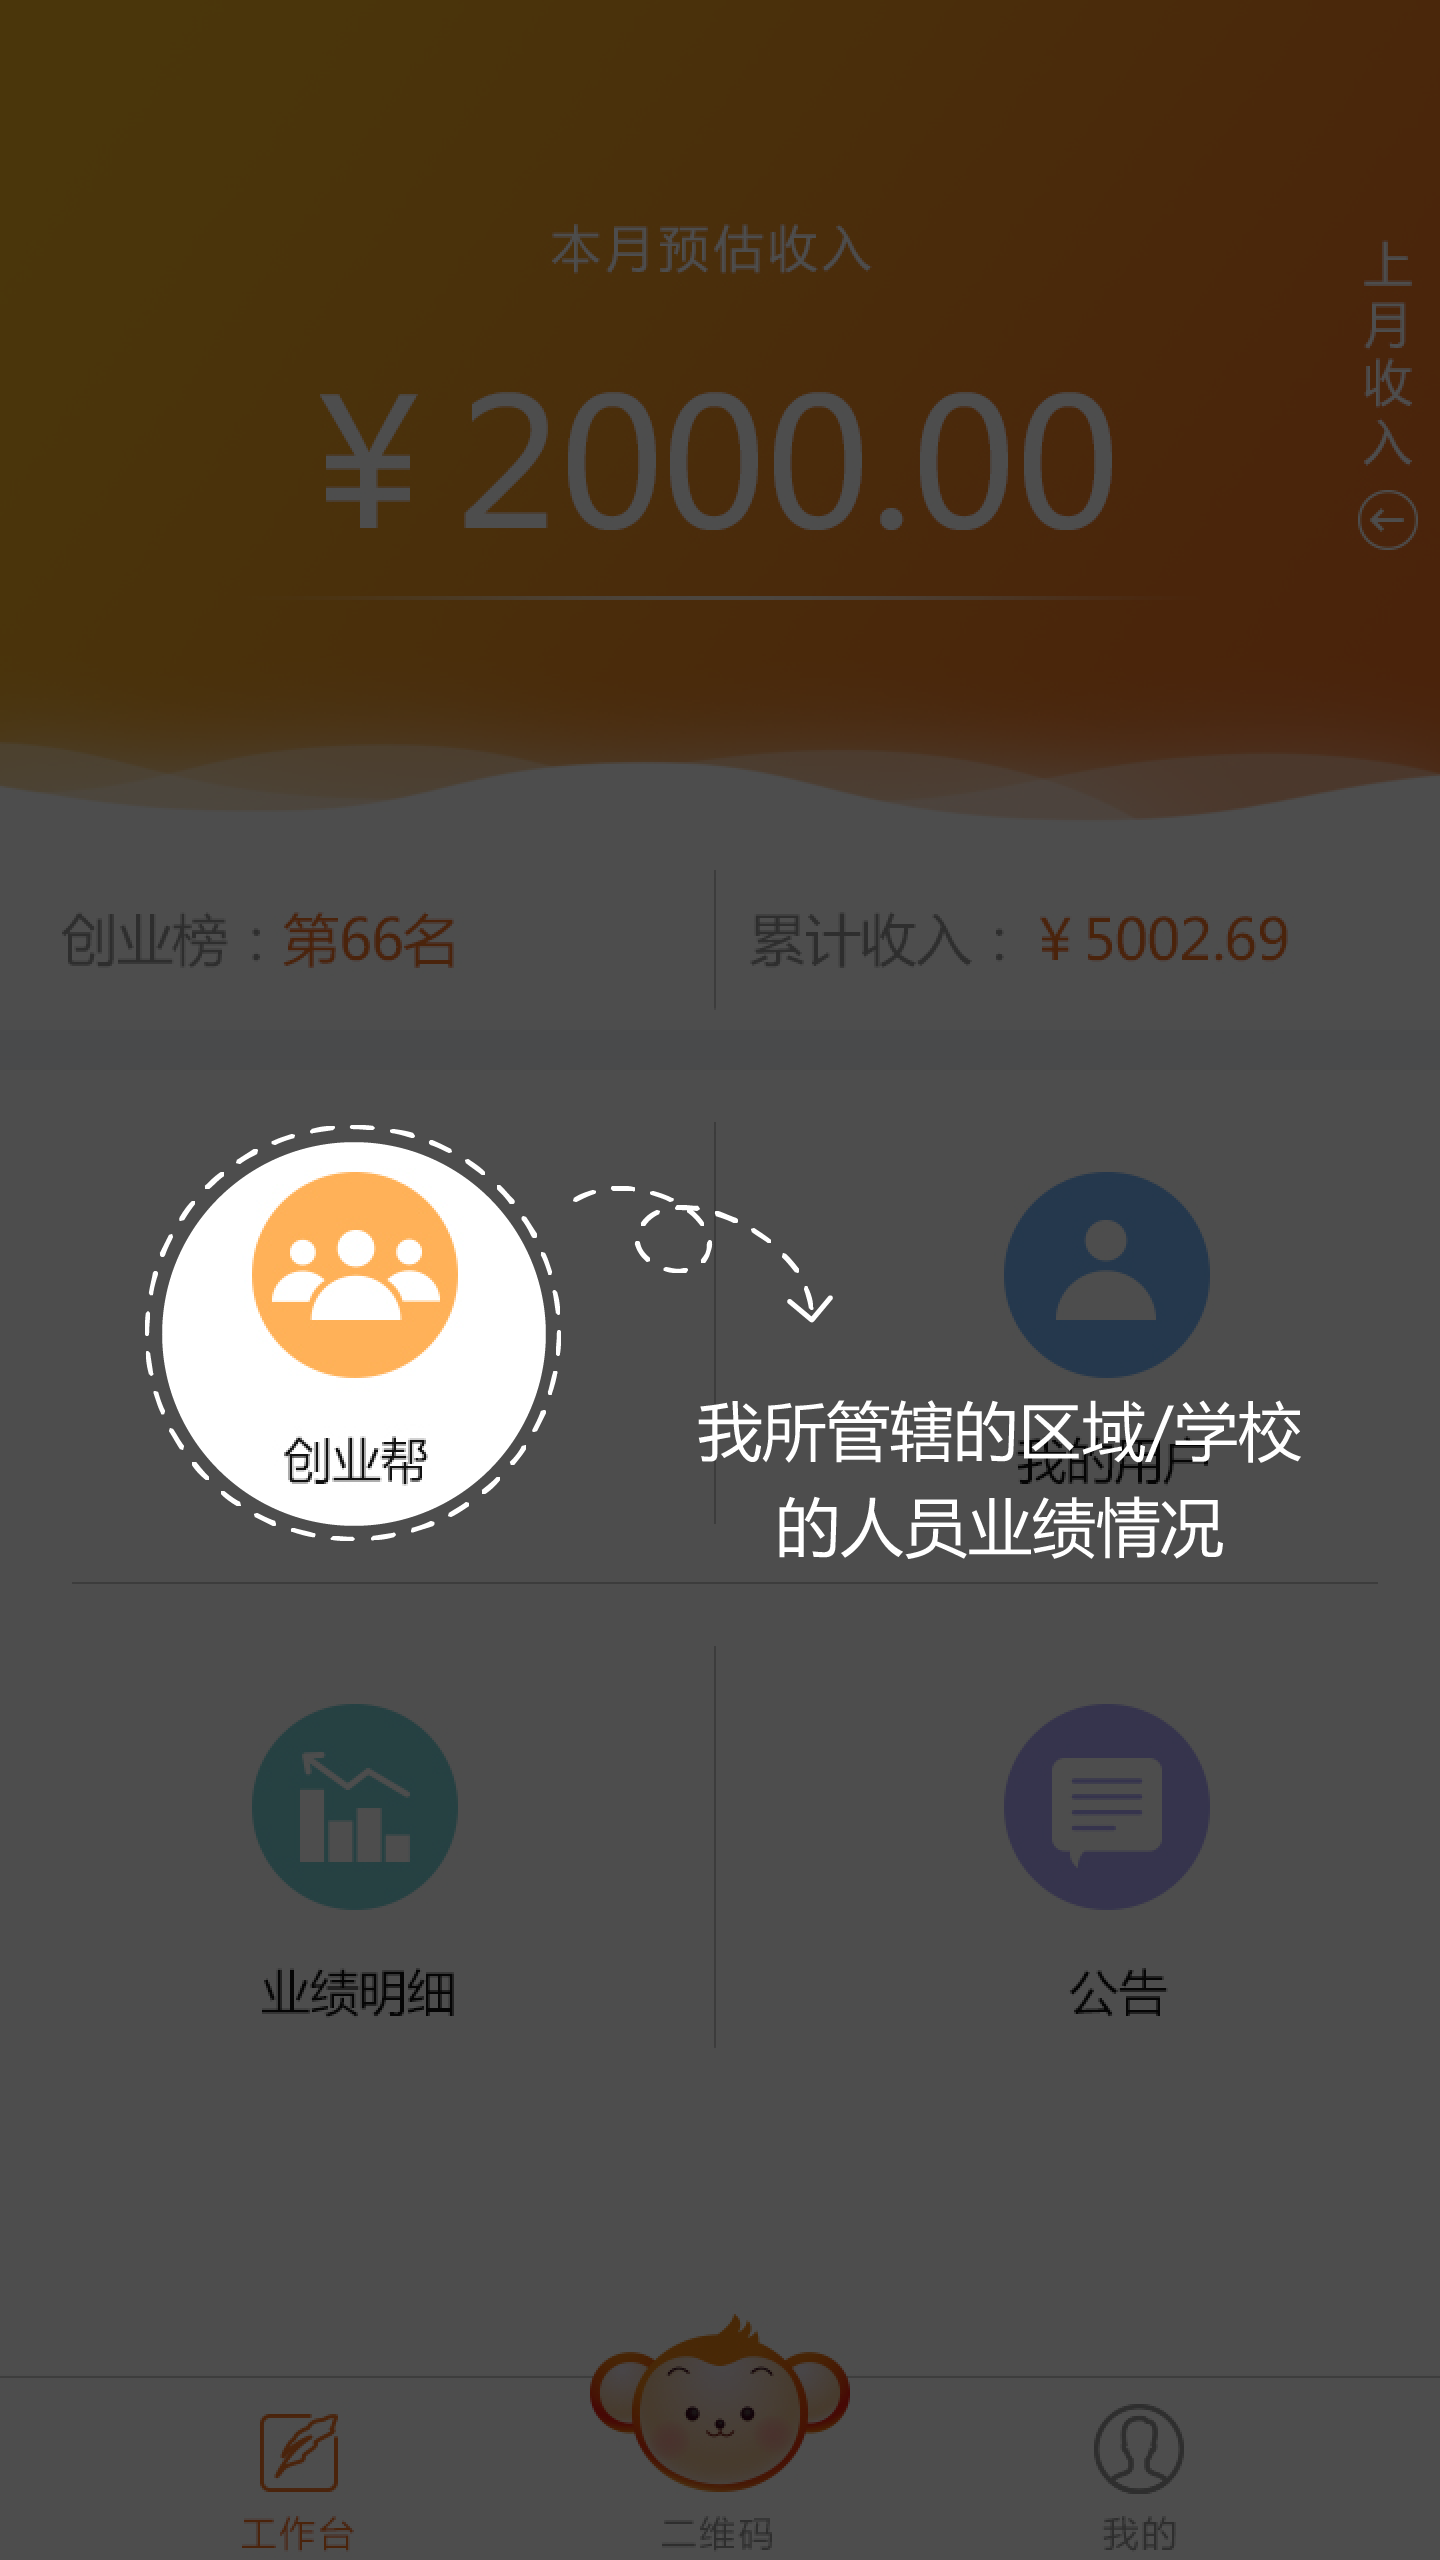 本月预估收入
上月收入
¥ 2000.00
创业榜：第66名
累计收入：¥ 5002.69
创业帮
我的用户
我所管辖的区域/学校
的人员业绩情况
业绩明细
公告
工作台
二维码
我的